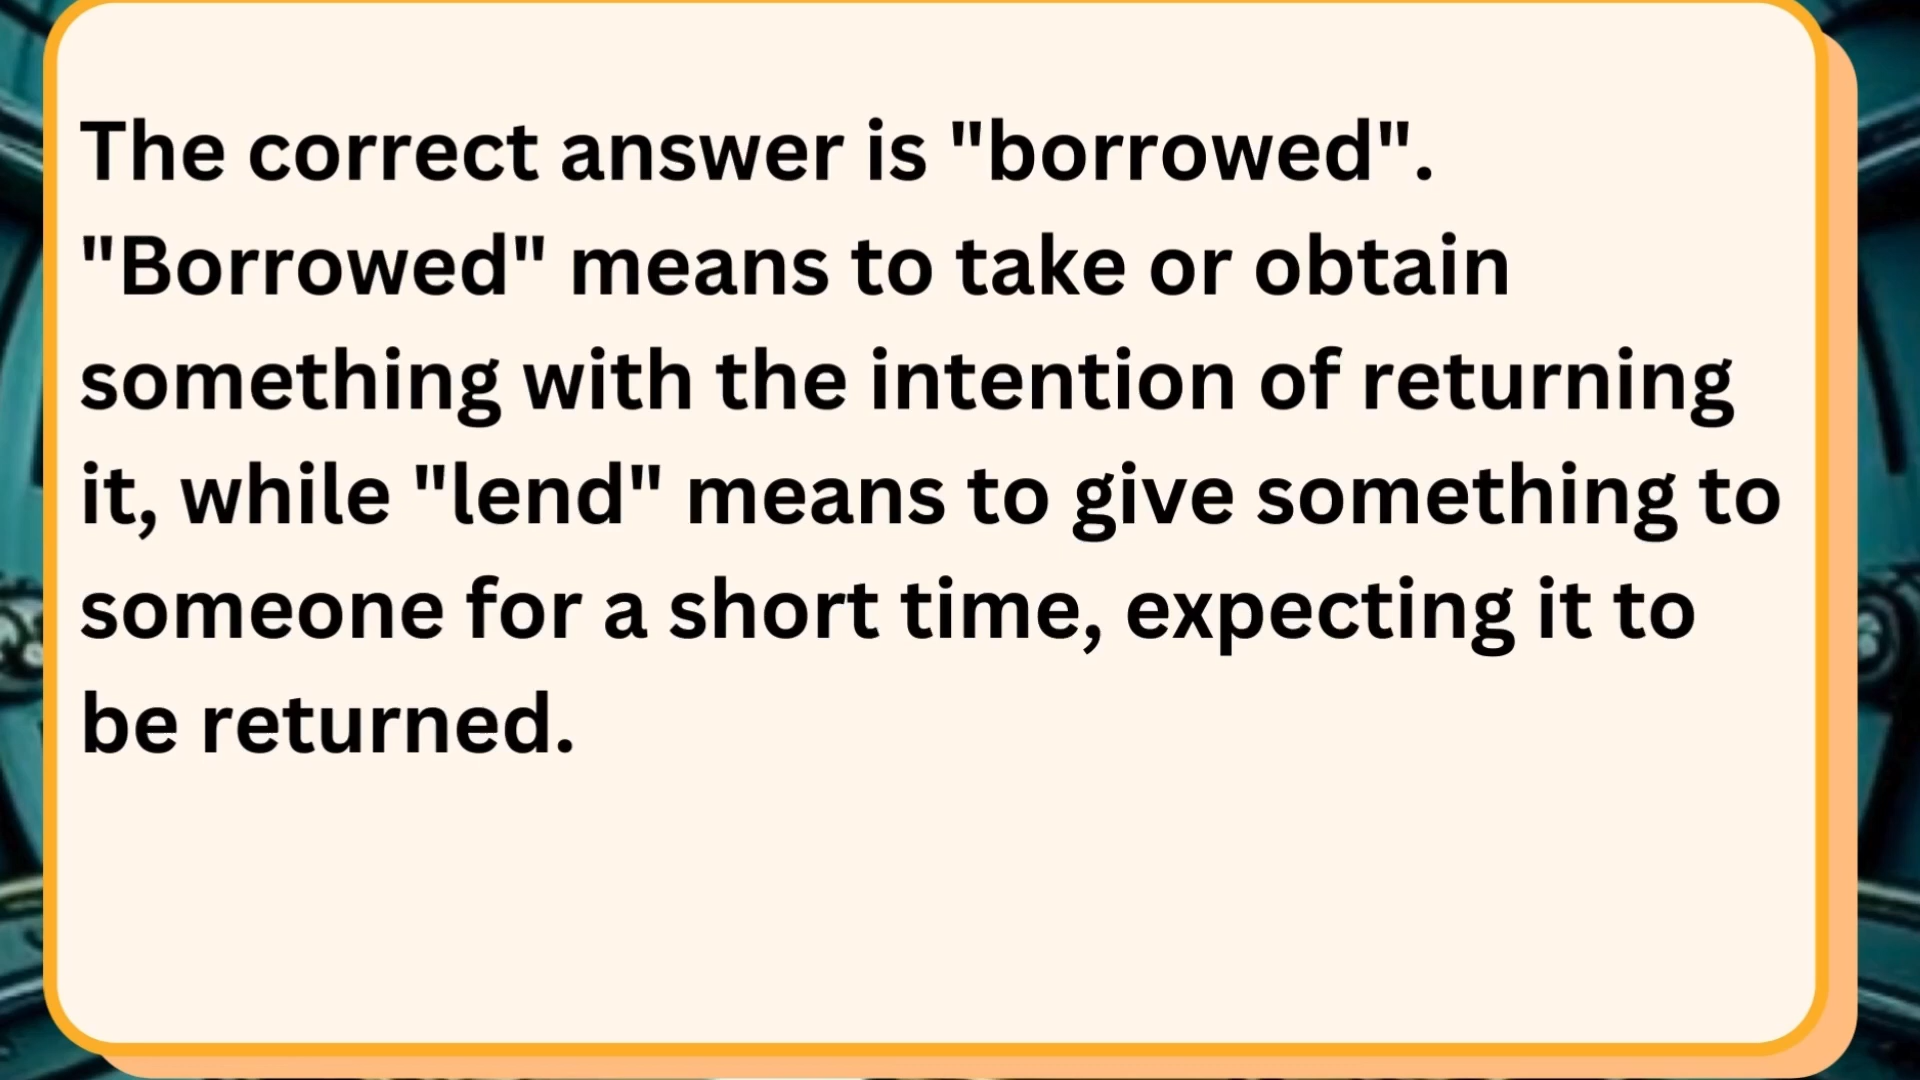 The correct answer is "borrowed".
"Borrowed" means to take or obtain
something with the intention of returning
it, while "lend" means to give something to
someone for a short time, expecting it to
be returned.